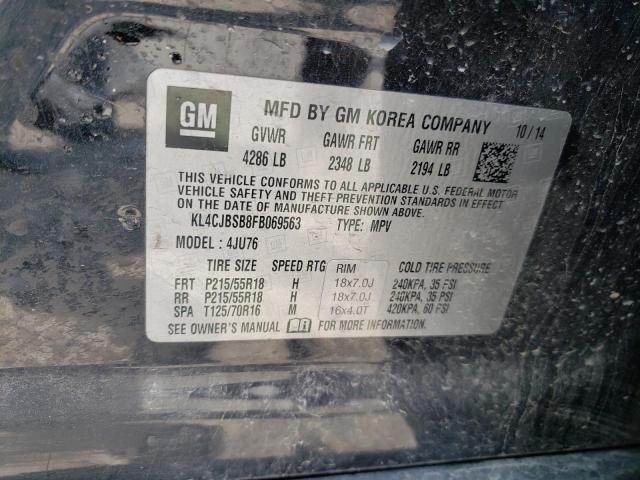 GM
MFD BY GM KOREA COMPANY 10/14
GVWR GAWR FRT GAWR RR
4286 LB 2348 LB 2194 LB
THIS VEHICLE CONFORMS TO ALL APPLICABLE U.S. FEDERAL MOTOR
VEHICLE SAFETY AND THEFT PREVENTION STANDARDS IN EFFECT ON
THE DATE OF MANUFACTURE SHOWN ABOVE.
KL4CJBSB8FB069563 TYPE: MPV
MODEL: 4JU76
TIRE SIZE SPEED RTG RIM COLD TIRE PRESSURE
FRT P215/55R18 H 18x7.0J 240KPA, 35 PSI
RR P215/55R18 H 18x7.0J 240KPA, 35 PSI
SPA T125/70R16 M 16x4.0T 420KPA, 60 PSI
SEE OWNER'S MANUAL FOR MORE INFORMATION.